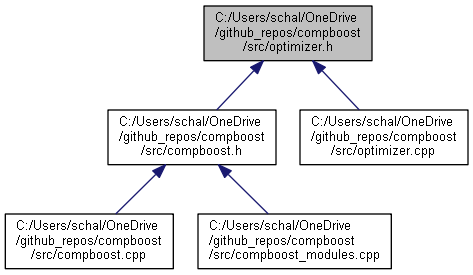 C:/Users/schal/OneDrive
/github_repos/compboost
/src/optimizer.h
C:/Users/schal/OneDrive
/github_repos/compboost
/src/compboost.h
C:/Users/schal/OneDrive
/github_repos/compboost
/src/optimizer.cpp
C:/Users/schal/OneDrive
/github_repos/compboost
/src/compboost.cpp
C:/Users/schal/OneDrive
/github_repos/compboost
/src/compboost_modules.cpp